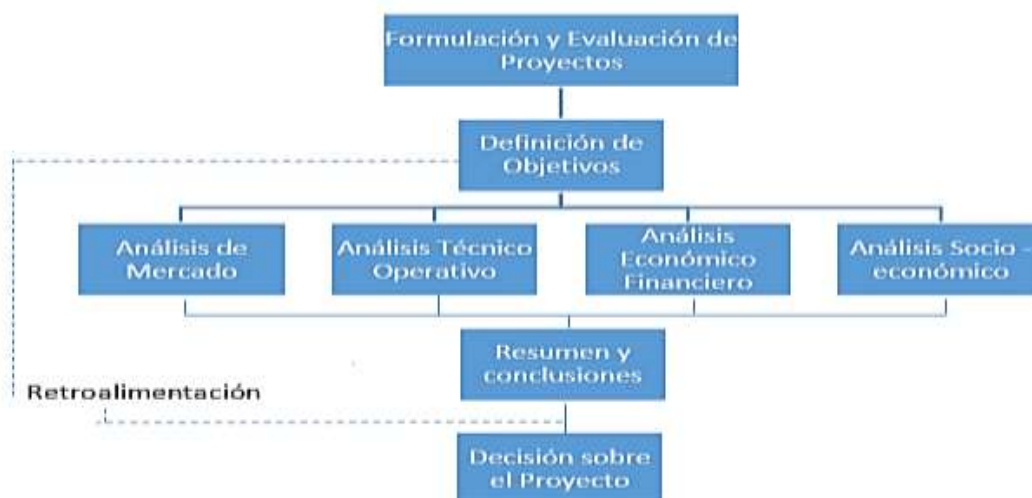 Formulación y Evaluación de
Proyectos
Definición de
Objetivos
Análisis de
Mercado
Análisis Técnico
Operativo
Análisis
Económico
Financiero
Análisis Socio –
económico
Resumen y
conclusiones
Retroalimentación
Decisión sobre
el Proyecto